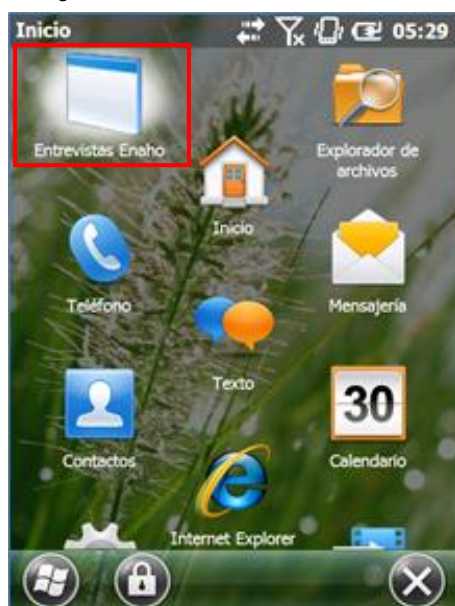 Inicio
05:29
Entrevistas Enaho
Explorador de
archivos
Inicio
Teléfono
Mensajería
Texto
30
Contactos
Calendario
Internet Explorer